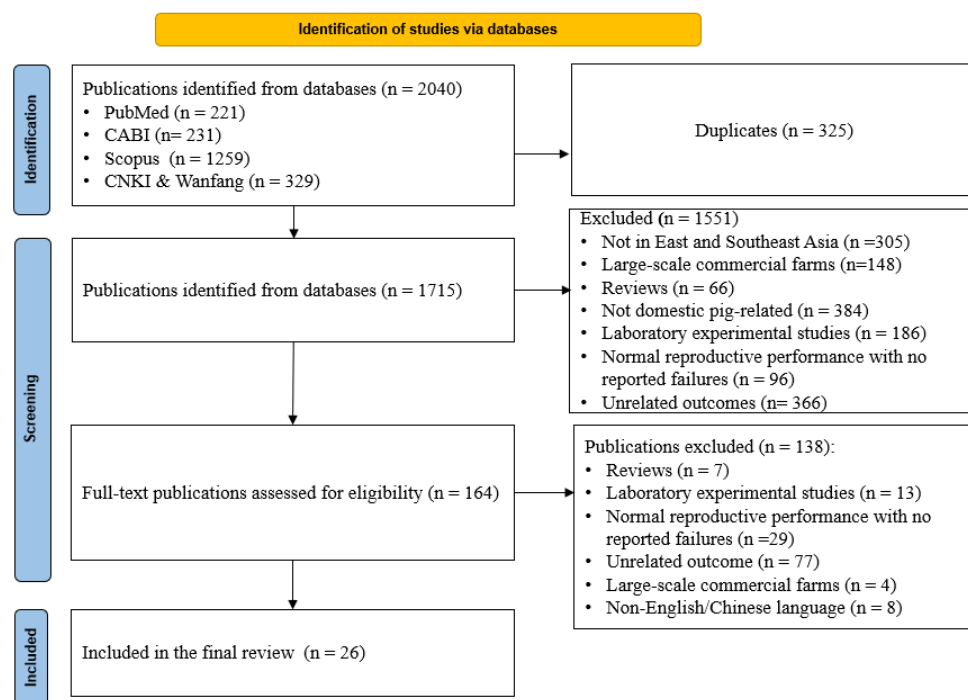 Identification of studies via databases
Identification
Publications identified from databases (n = 2040)
• PubMed (n = 221)
• CABI (n= 231)
• Scopus (n = 1259)
• CNKI & Wanfang (n = 329)
Duplicates (n = 325)
Screening
Publications identified from databases (n = 1715)
Excluded (n = 1551)
• Not in East and Southeast Asia (n =305)
• Large-scale commercial farms (n=148)
• Reviews (n = 66)
• Not domestic pig-related (n = 384)
• Laboratory experimental studies (n = 186)
• Normal reproductive performance with no
reported failures (n = 96)
• Unrelated outcomes (n= 366)
Full-text publications assessed for eligibility (n = 164)
Publications excluded (n = 138):
• Reviews (n = 7)
• Laboratory experimental studies (n = 13)
• Normal reproductive performance with no
reported failures (n =29)
• Unrelated outcome (n = 77)
• Large-scale commercial farms (n = 4)
• Non-English/Chinese language (n = 8)
Included
Included in the final review (n = 26)